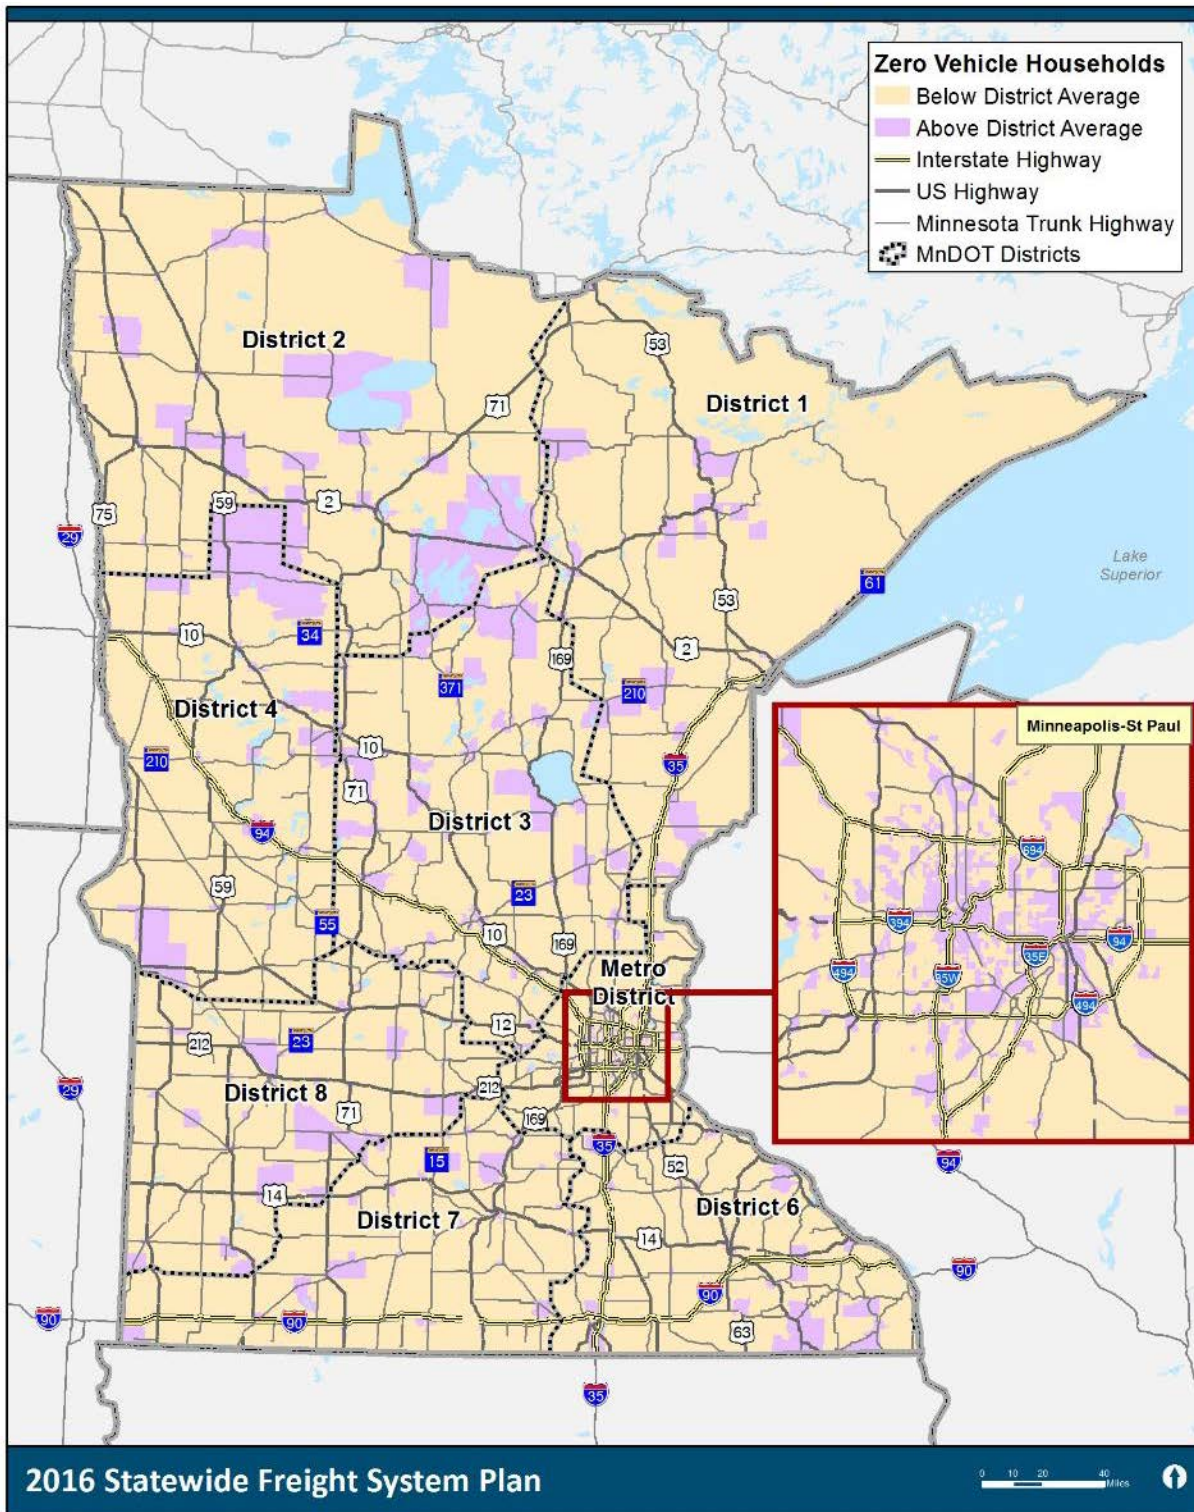 Zero Vehicle Households
Below District Average
Above District Average
Interstate Highway
US Highway
Minnesota Trunk Highway
MnDOT Districts
District 2
53
District 1
71
59
2
75
29
Lake
Superior
61
53
10
34
2
169
371
210
District 4
Minneapolis-St Paul
10
210
35
71
District 3
94
694
59
23
55
394
10
169
94
35E
Metro
District
494
35W
494
12
23
212
29
212
District 8
71
169
35
15
94
52
14
District 7
District 6
14
90
90
90
90
63
35
2016 Statewide Freight System Plan
0 10 20 40
Miles